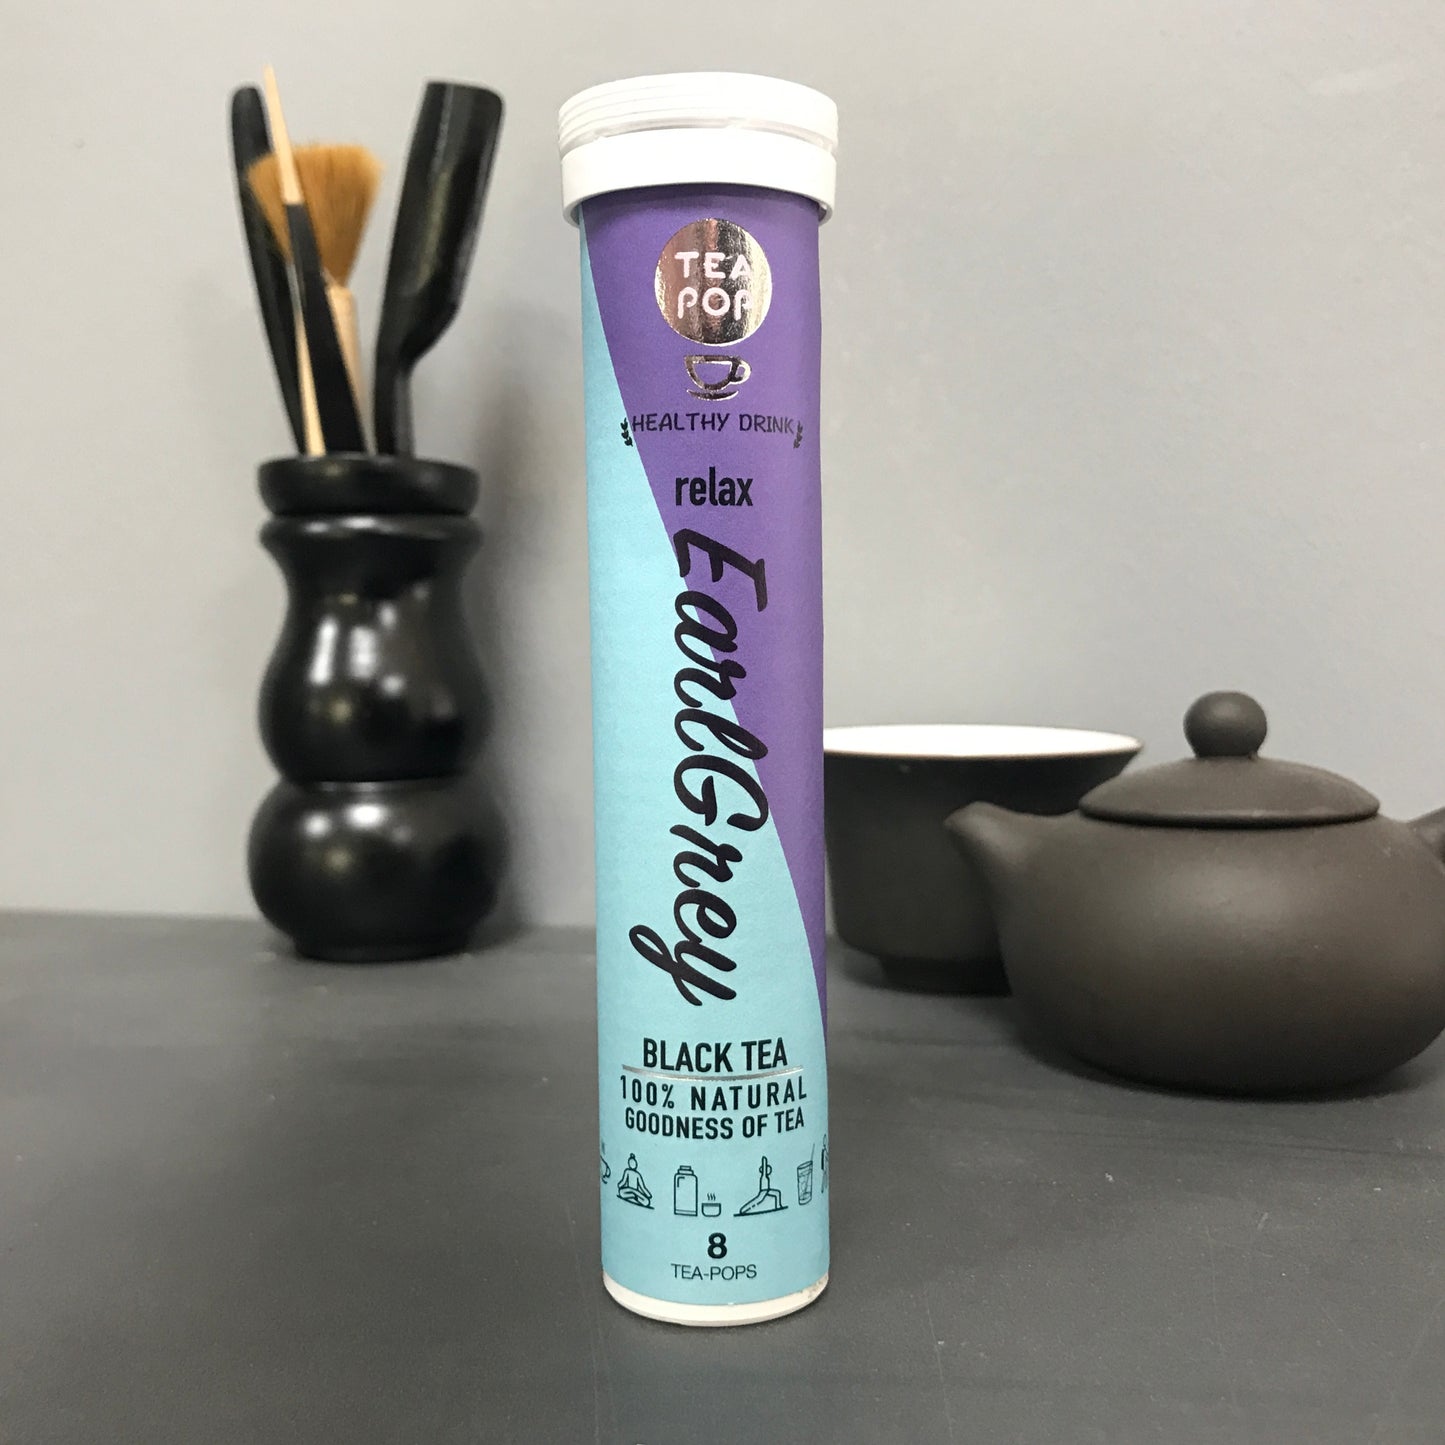 TEA
POP
HEALTHY DRINK
relax
EarlGrey
BLACK TEA
100% NATURAL
GOODNESS OF TEA
8
TEA-POPS